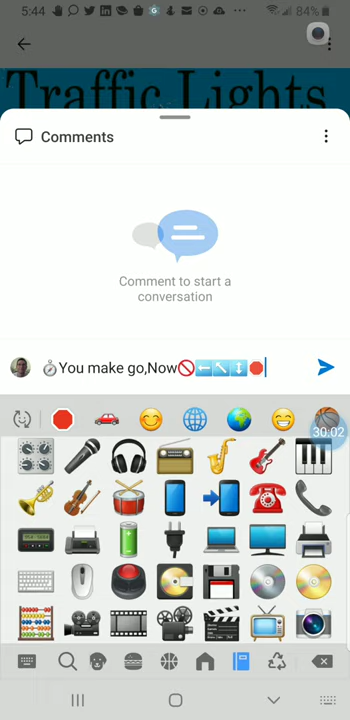 5:44
84%
Traffic Lights
Comments
Comment to start a
conversation
⏱You make go,Now🚫⬅️↖️↕️🛑
30:02